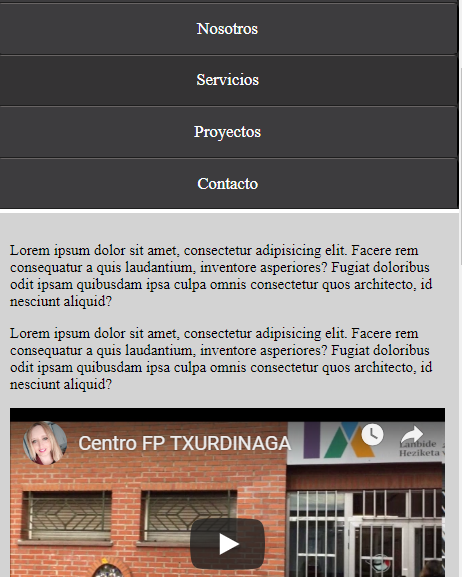 Nosotros
Servicios
Proyectos
Contacto
Lorem ipsum dolor sit amet, consectetur adipisicing elit. Facere rem
consequatur a quis laudantium, inventore asperiores? Fugiat doloribus
odit ipsam quibusdam ipsa culpa omnis consectetur quos architecto, id
nesciunt aliquid?
Lorem ipsum dolor sit amet, consectetur adipisicing elit. Facere rem
consequatur a quis laudantium, inventore asperiores? Fugiat doloribus
odit ipsam quibusdam ipsa culpa omnis consectetur quos architecto, id
nesciunt aliquid?
Centro FP TXURDINAGA
Lanbide
Heziketa